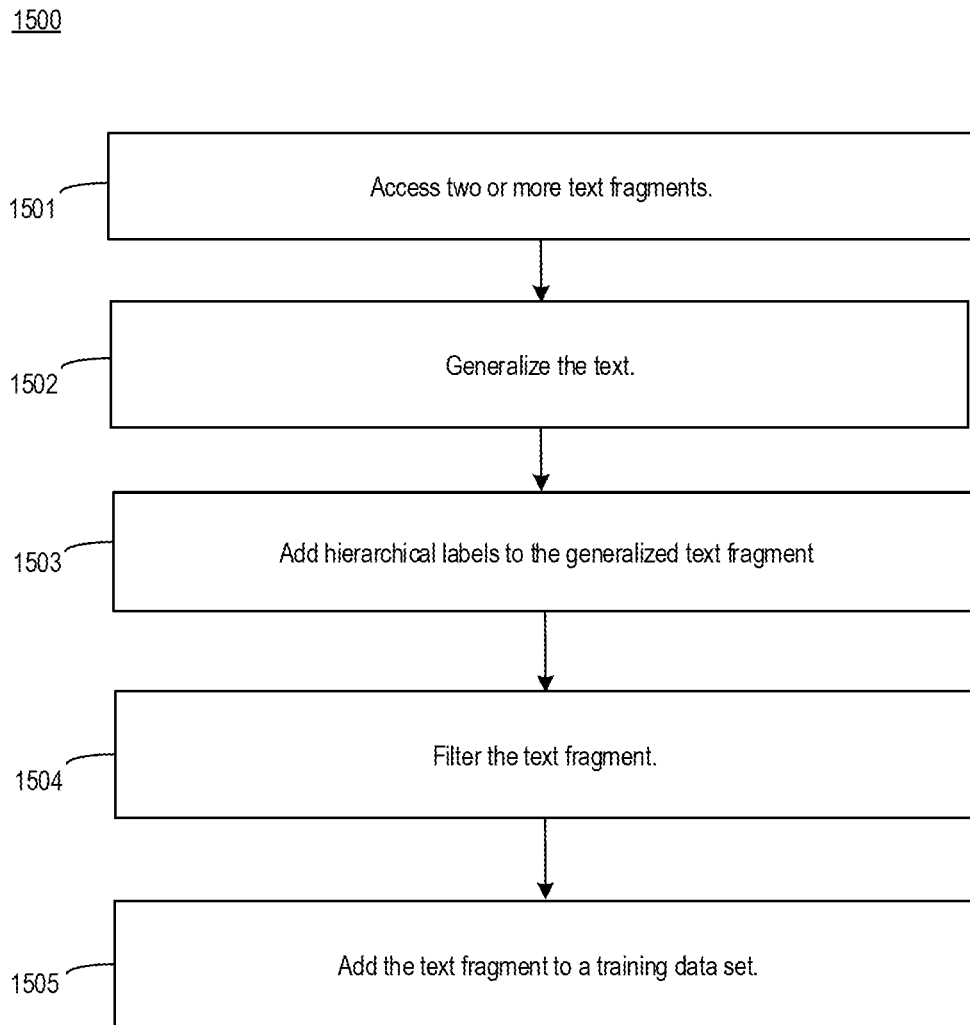 1500
Access two or more text fragments.
1501
Generalize the text.
1502
Add hierarchical labels to the generalized text fragment
1503
Filter the text fragment.
1504
Add the text fragment to a training data set.
1505